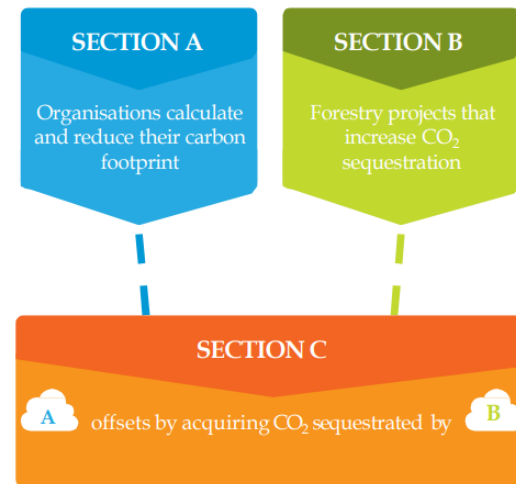 SECTION A
Organisations calculate
and reduce their carbon
footprint
SECTION B
Forestry projects that
increase CO₂
sequestration
SECTION C
A offsets by acquiring CO₂ sequestrated by B